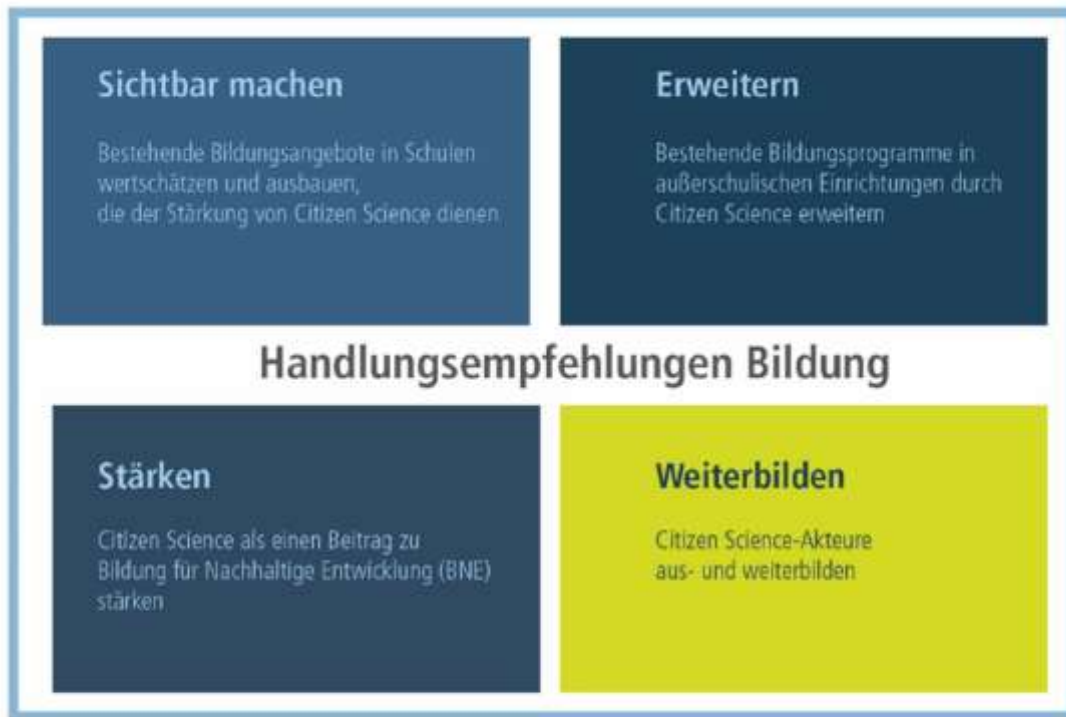 Sichtbar machen
Bestehende Bildungsangebote in Schulen
wertschätzen und ausbauen,
die der Stärkung von Citizen Science dienen
Erweitern
Bestehende Bildungsprogramme in
außerschulischen Einrichtungen durch
Citizen Science erweitern
Handlungsempfehlungen Bildung
Stärken
Citizen Science als einen Beitrag zu
Bildung für Nachhaltige Entwicklung (BNE)
stärken
Weiterbilden
Citizen Science-Akteure
aus- und weiterbilden